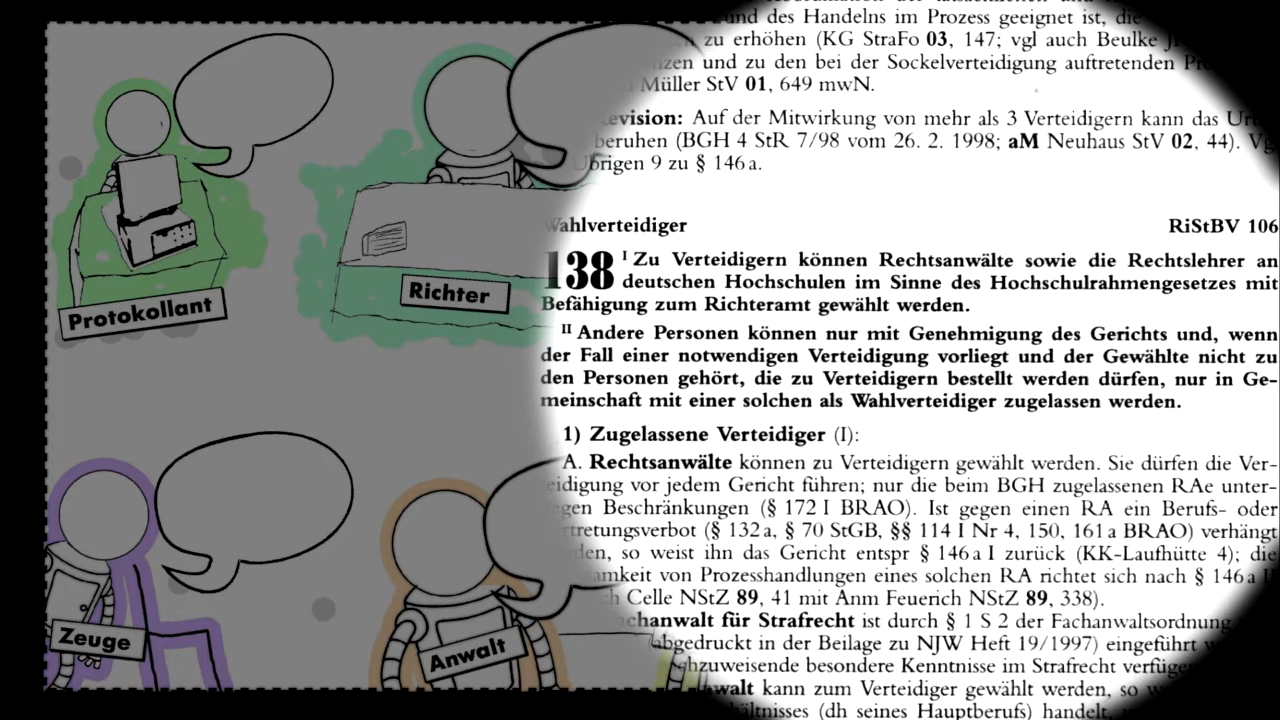 Protokollant
Richter
Zeuge
Anwalt
und des Handelns im Prozess geeignet ist, die
zu erhöhen (KG StraFo 03, 147; vgl auch Beulke
und zu den bei der Sockelverteidigung auftretenden
Müller StV 01, 649 mwN.
Auf der Mitwirkung von mehr als 3 Verteidigern kann das
beruhen (BGH 4 StR 7/98 vom 26. 2. 1998; aM Neuhaus StV 02, 44).
Übrigen 9 zu § 146 a.
Wahlverteidiger RiStBV 106
138 I Zu Verteidigern können Rechtsanwälte sowie die Rechtslehrer an
deutschen Hochschulen im Sinne des Hochschulrahmengesetzes mit
Befähigung zum Richteramt gewählt werden.
II Andere Personen können nur mit Genehmigung des Gerichts und, wenn
der Fall einer notwendigen Verteidigung vorliegt und der Gewählte nicht zu
den Personen gehört, die zu Verteidigern bestellt werden dürfen, nur in Ge-
meinschaft mit einer solchen als Wahlverteidiger zugelassen werden.
1) Zugelassene Verteidiger (I):
A. Rechtsanwälte können zu Verteidigern gewählt werden. Sie dürfen die Ver-
eidigung vor jedem Gericht führen; nur die beim BGH zugelassenen RAe unter-
gen Beschränkungen (§ 172 I BRAO). Ist gegen einen RA ein Berufs- oder
rtretungsverbot (§ 132 a, § 70 StGB, §§ 114 I Nr 4, 150, 161 a BRAO) verhängt
den, so weist ihn das Gericht entspr § 146 a I zurück (KK-Laufhütte 4); die
amkeit von Prozesshandlungen eines solchen RA richtet sich nach § 146 a
Celle NStZ 89, 41 mit Anm Feuerich NStZ 89, 338).
chanwalt für Strafrecht ist durch § 1 S 2 der Fachanwaltsordnung
abgedruckt in der Beilage zu NJW Heft 19/1997) eingeführt
hzuweisende besondere Kenntnisse im Strafrecht
walt kann zum Verteidiger gewählt werden, so
hältnisses (dh seines Hauptberufs) handelt,